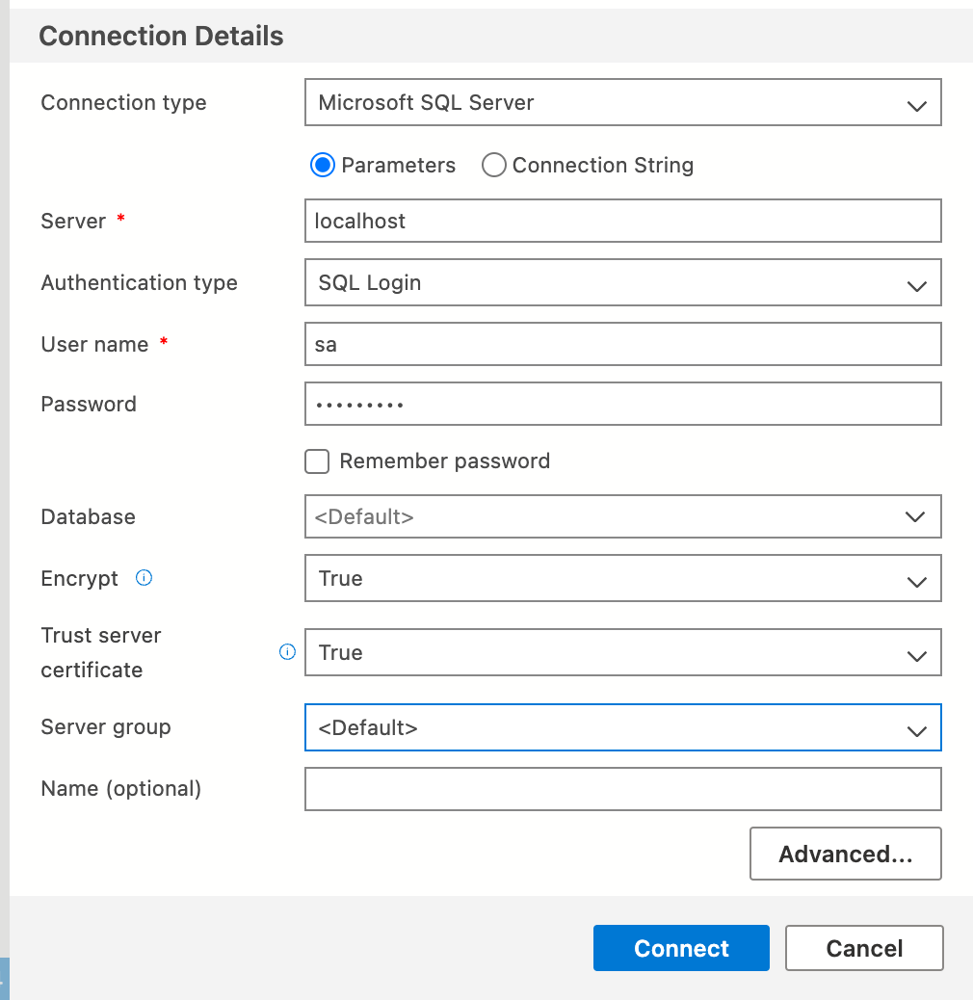 Connection Details
Connection type Microsoft SQL Server
Parameters Connection String
Server * localhost
Authentication type SQL Login
User name * sa
Password •••••••••
Remember password
Database <Default>
Encrypt True
Trust server
certificate True
Server group <Default>
Name (optional)
Advanced...
Connect Cancel